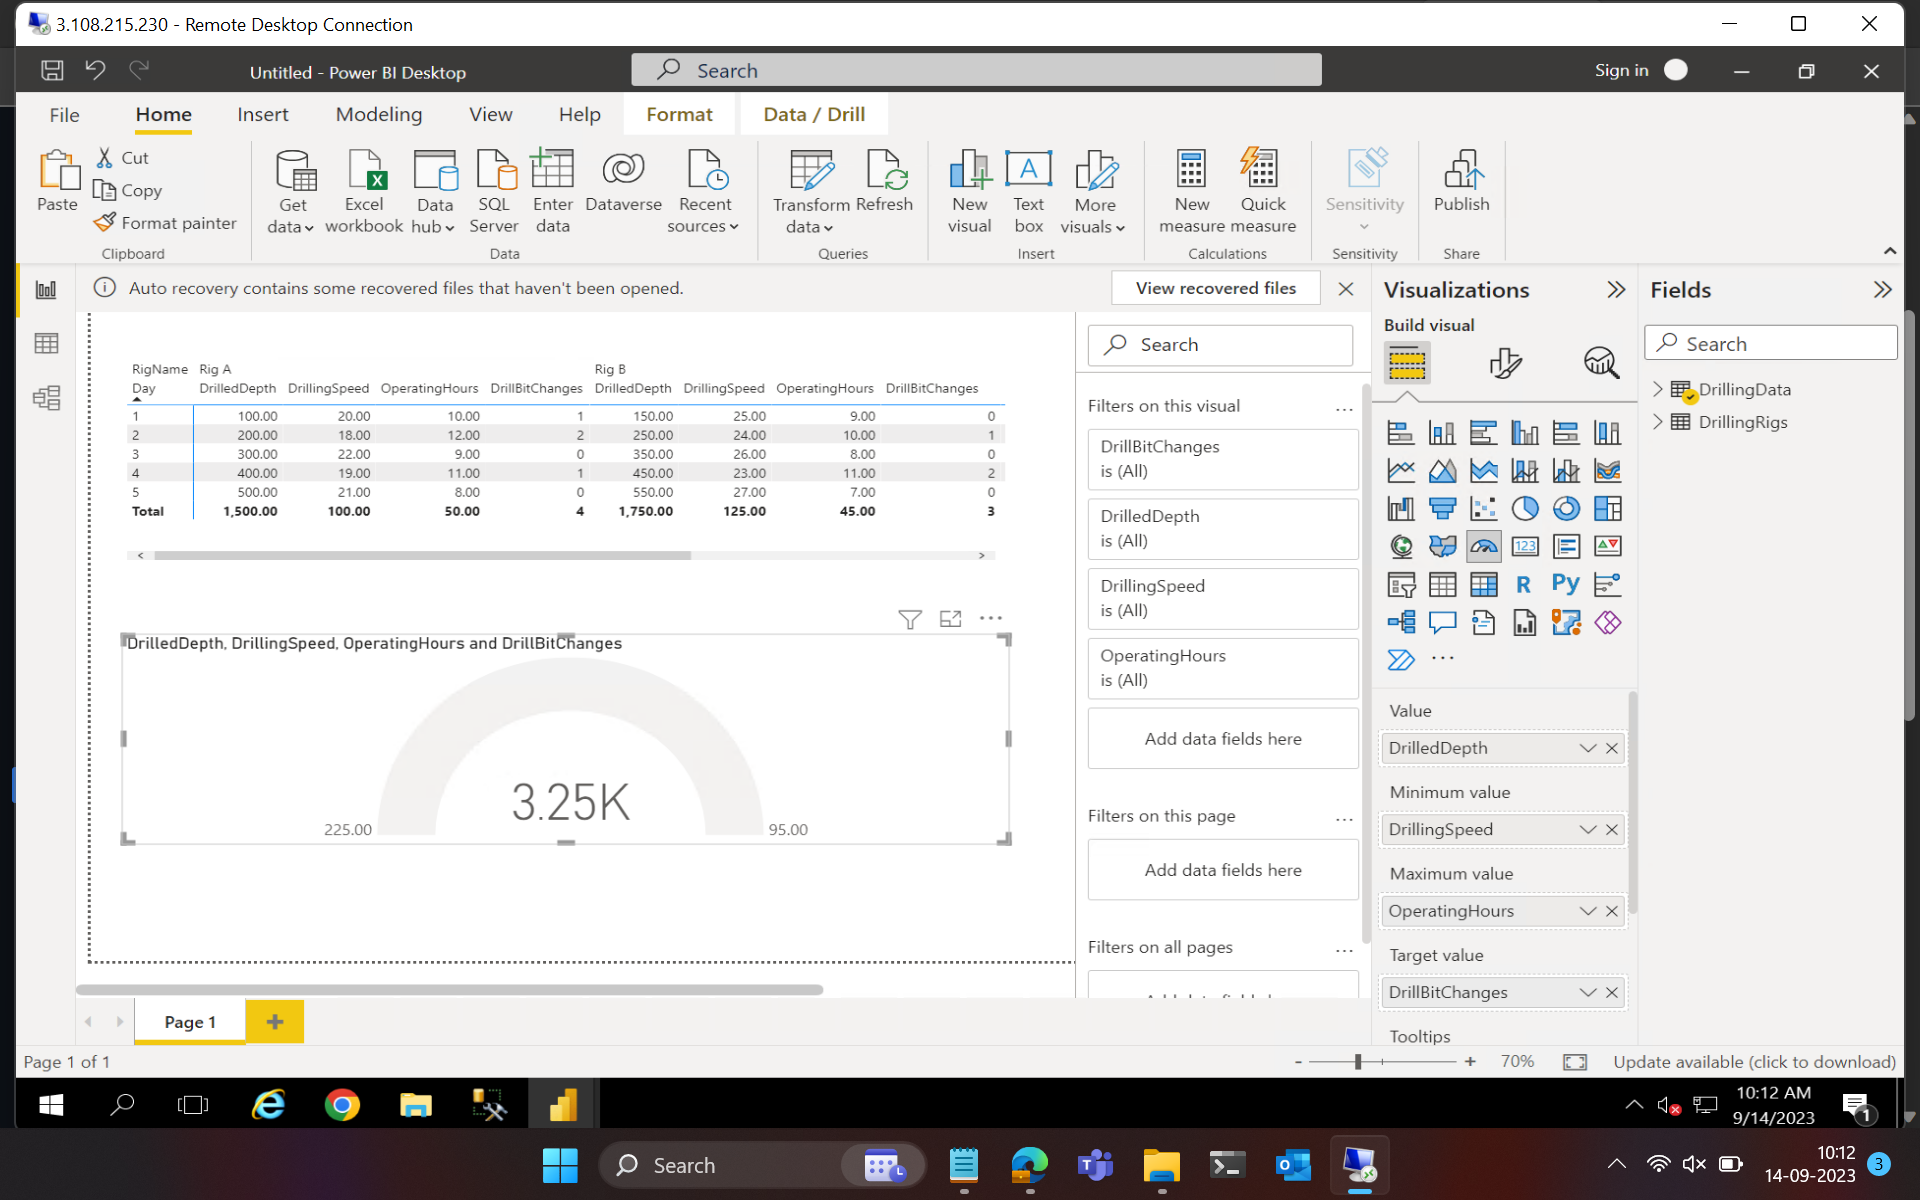 3.108.215.230 - Remote Desktop Connection
Untitled - Power BI Desktop
Search
Sign in
File
Home
Insert
Modeling
View
Help
Format
Data / Drill
Paste
Cut
Copy
Format painter
Clipboard
Get data
Excel workbook
Data hub
SQL Server
Enter data
Dataverse
Recent sources
Data
Transform data
Refresh
Queries
New visual
Text box
More visuals
Insert
New measure
Quick measure
Calculations
Sensitivity
Sensitivity
Publish
Share
Auto recovery contains some recovered files that haven't been opened.
View recovered files
RigName Rig A Rig B
Day DrilledDepth DrillingSpeed OperatingHours DrillBitChanges DrilledDepth DrillingSpeed OperatingHours DrillBitChanges
1 100.00 20.00 10.00 1 150.00 25.00 9.00 0
2 200.00 18.00 12.00 2 250.00 24.00 10.00 1
3 300.00 22.00 9.00 0 350.00 26.00 8.00 0
4 400.00 19.00 11.00 1 450.00 23.00 11.00 2
5 500.00 21.00 8.00 0 550.00 27.00 7.00 0
Total 1,500.00 100.00 50.00 4 1,750.00 125.00 45.00 3
DrilledDepth, DrillingSpeed, OperatingHours and DrillBitChanges
3.25K
225.00
95.00
Search
Filters on this visual
DrillBitChanges
is (All)
DrilledDepth
is (All)
DrillingSpeed
is (All)
OperatingHours
is (All)
Add data fields here
Filters on this page
Add data fields here
Filters on all pages
Visualizations
Build visual
123
R
Py
Value
DrilledDepth
Minimum value
DrillingSpeed
Maximum value
OperatingHours
Target value
DrillBitChanges
Tooltips
Fields
Search
DrillingData
DrillingRigs
Page 1
Page 1 of 1
- + 70%
Update available (click to download)
10:12 AM
9/14/2023
1
Search
10:12
14-09-2023
3